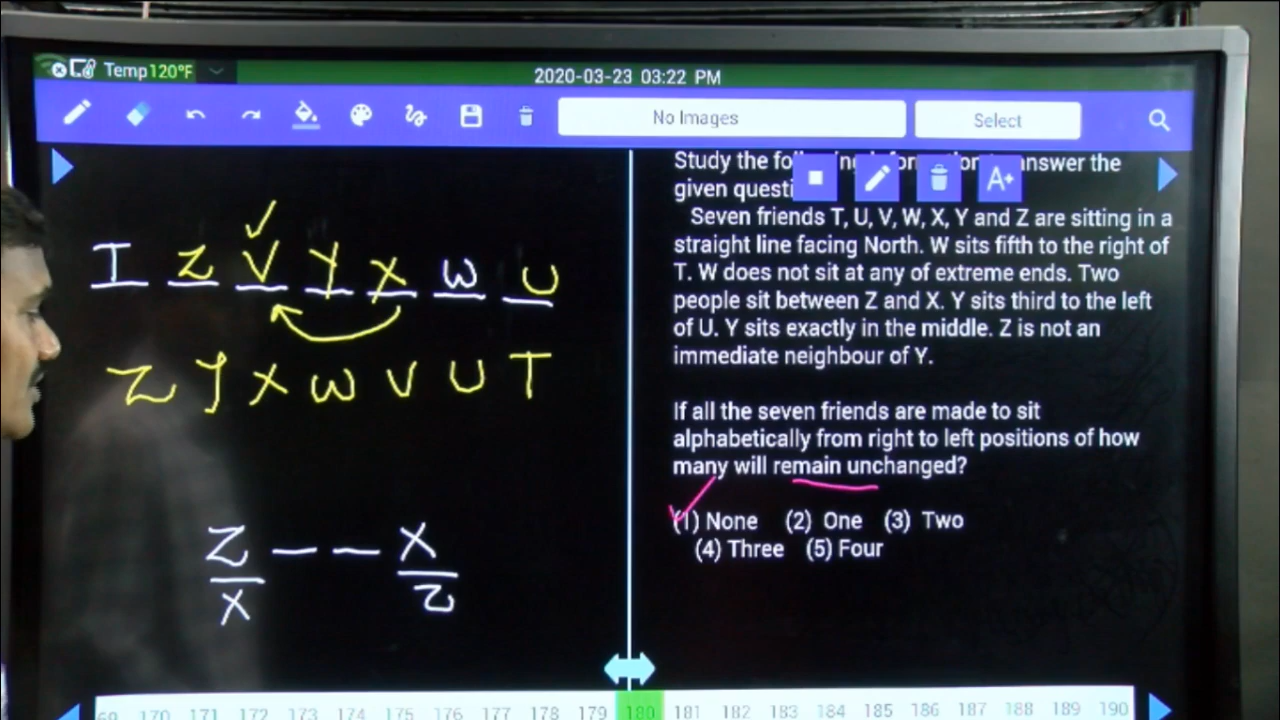 Temp 120°F
2020-03-23 03:22 PM
No Images
Select
A+
T Z V Y X W U
Z Y X W V U T
Z X
X Z
Study the answer the
given questi
Seven friends T, U, V, W, X, Y and Z are sitting in a
straight line facing North. W sits fifth to the right of
T. W does not sit at any of extreme ends. Two
people sit between Z and X. Y sits third to the left
of U. Y sits exactly in the middle. Z is not an
immediate neighbour of Y.
If all the seven friends are made to sit
alphabetically from right to left positions of how
many will remain unchanged?
(1) None (2) One (3) Two
(4) Three (5) Four
170 171 172 173 174 175 176 177 178 179 180 181 182 183 184 185 186 187 188 189 190